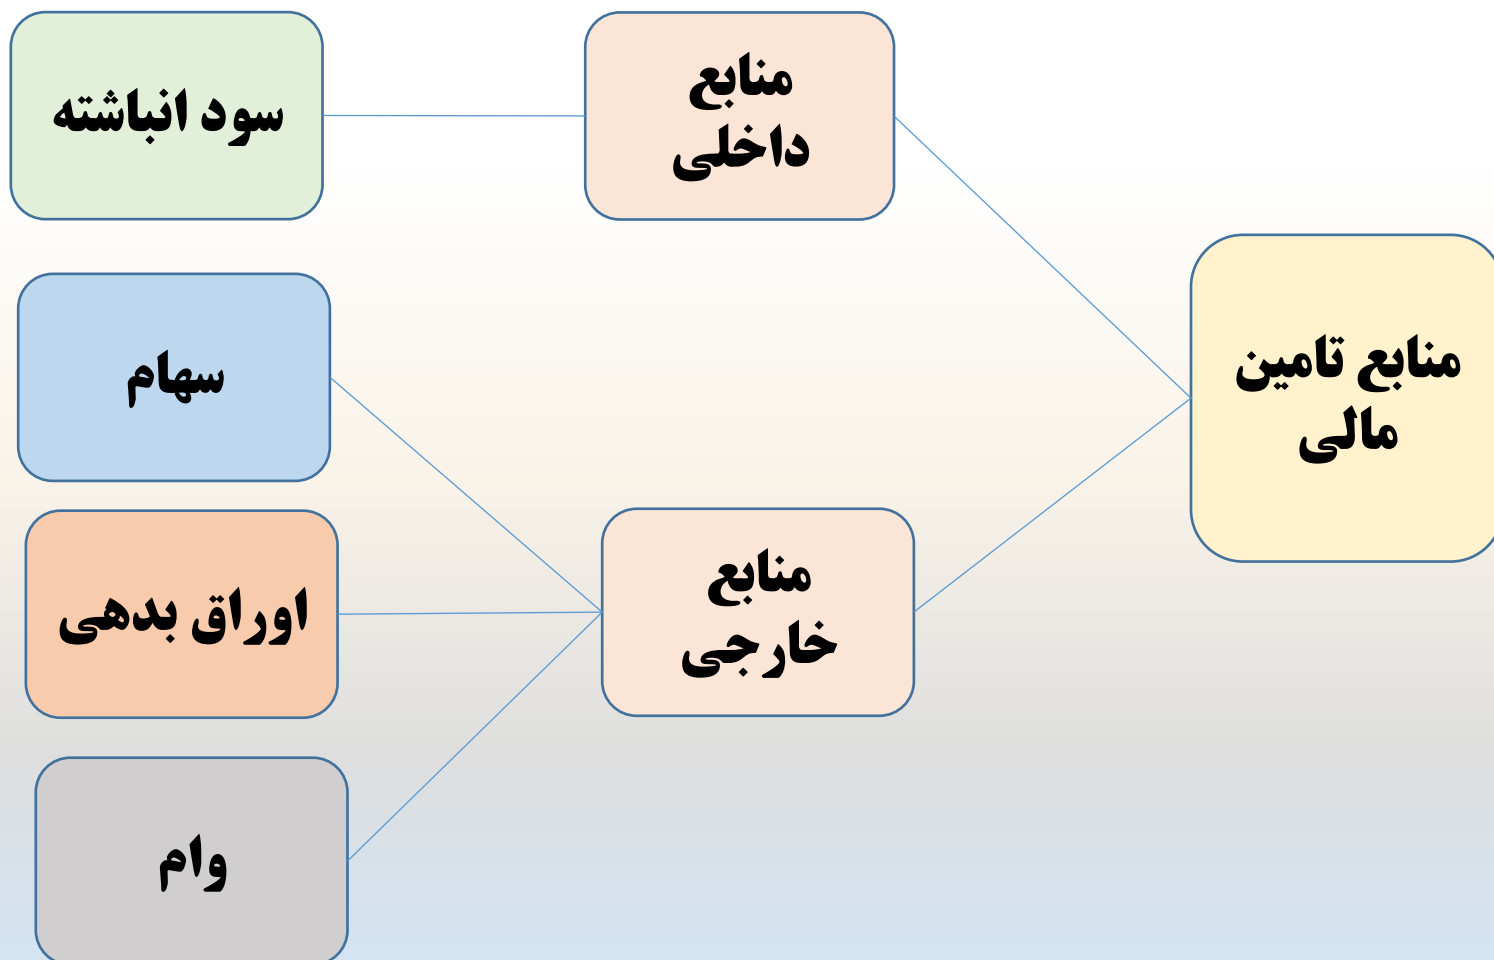 منابع تامین
مالی
منابع
داخلی
سود انباشته
منابع
خارجی
سهام
اوراق بدهی
وام